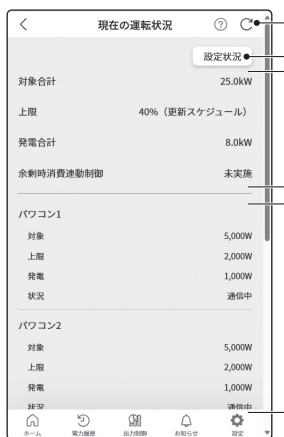 現在の運転状況
設定状況
対象合計 25.0kW
上限 40%（更新スケジュール）
発電合計 8.0kW
余剰時消費連動制御 未実施
パワコン1
対象 5,000W
上限 2,000W
発電 1,000W
状況 通信中
パワコン2
対象 5,000W
上限 2,000W
発電 1,000W
状況 通信中
ホーム 電力履歴 出力制御 お知らせ 設定